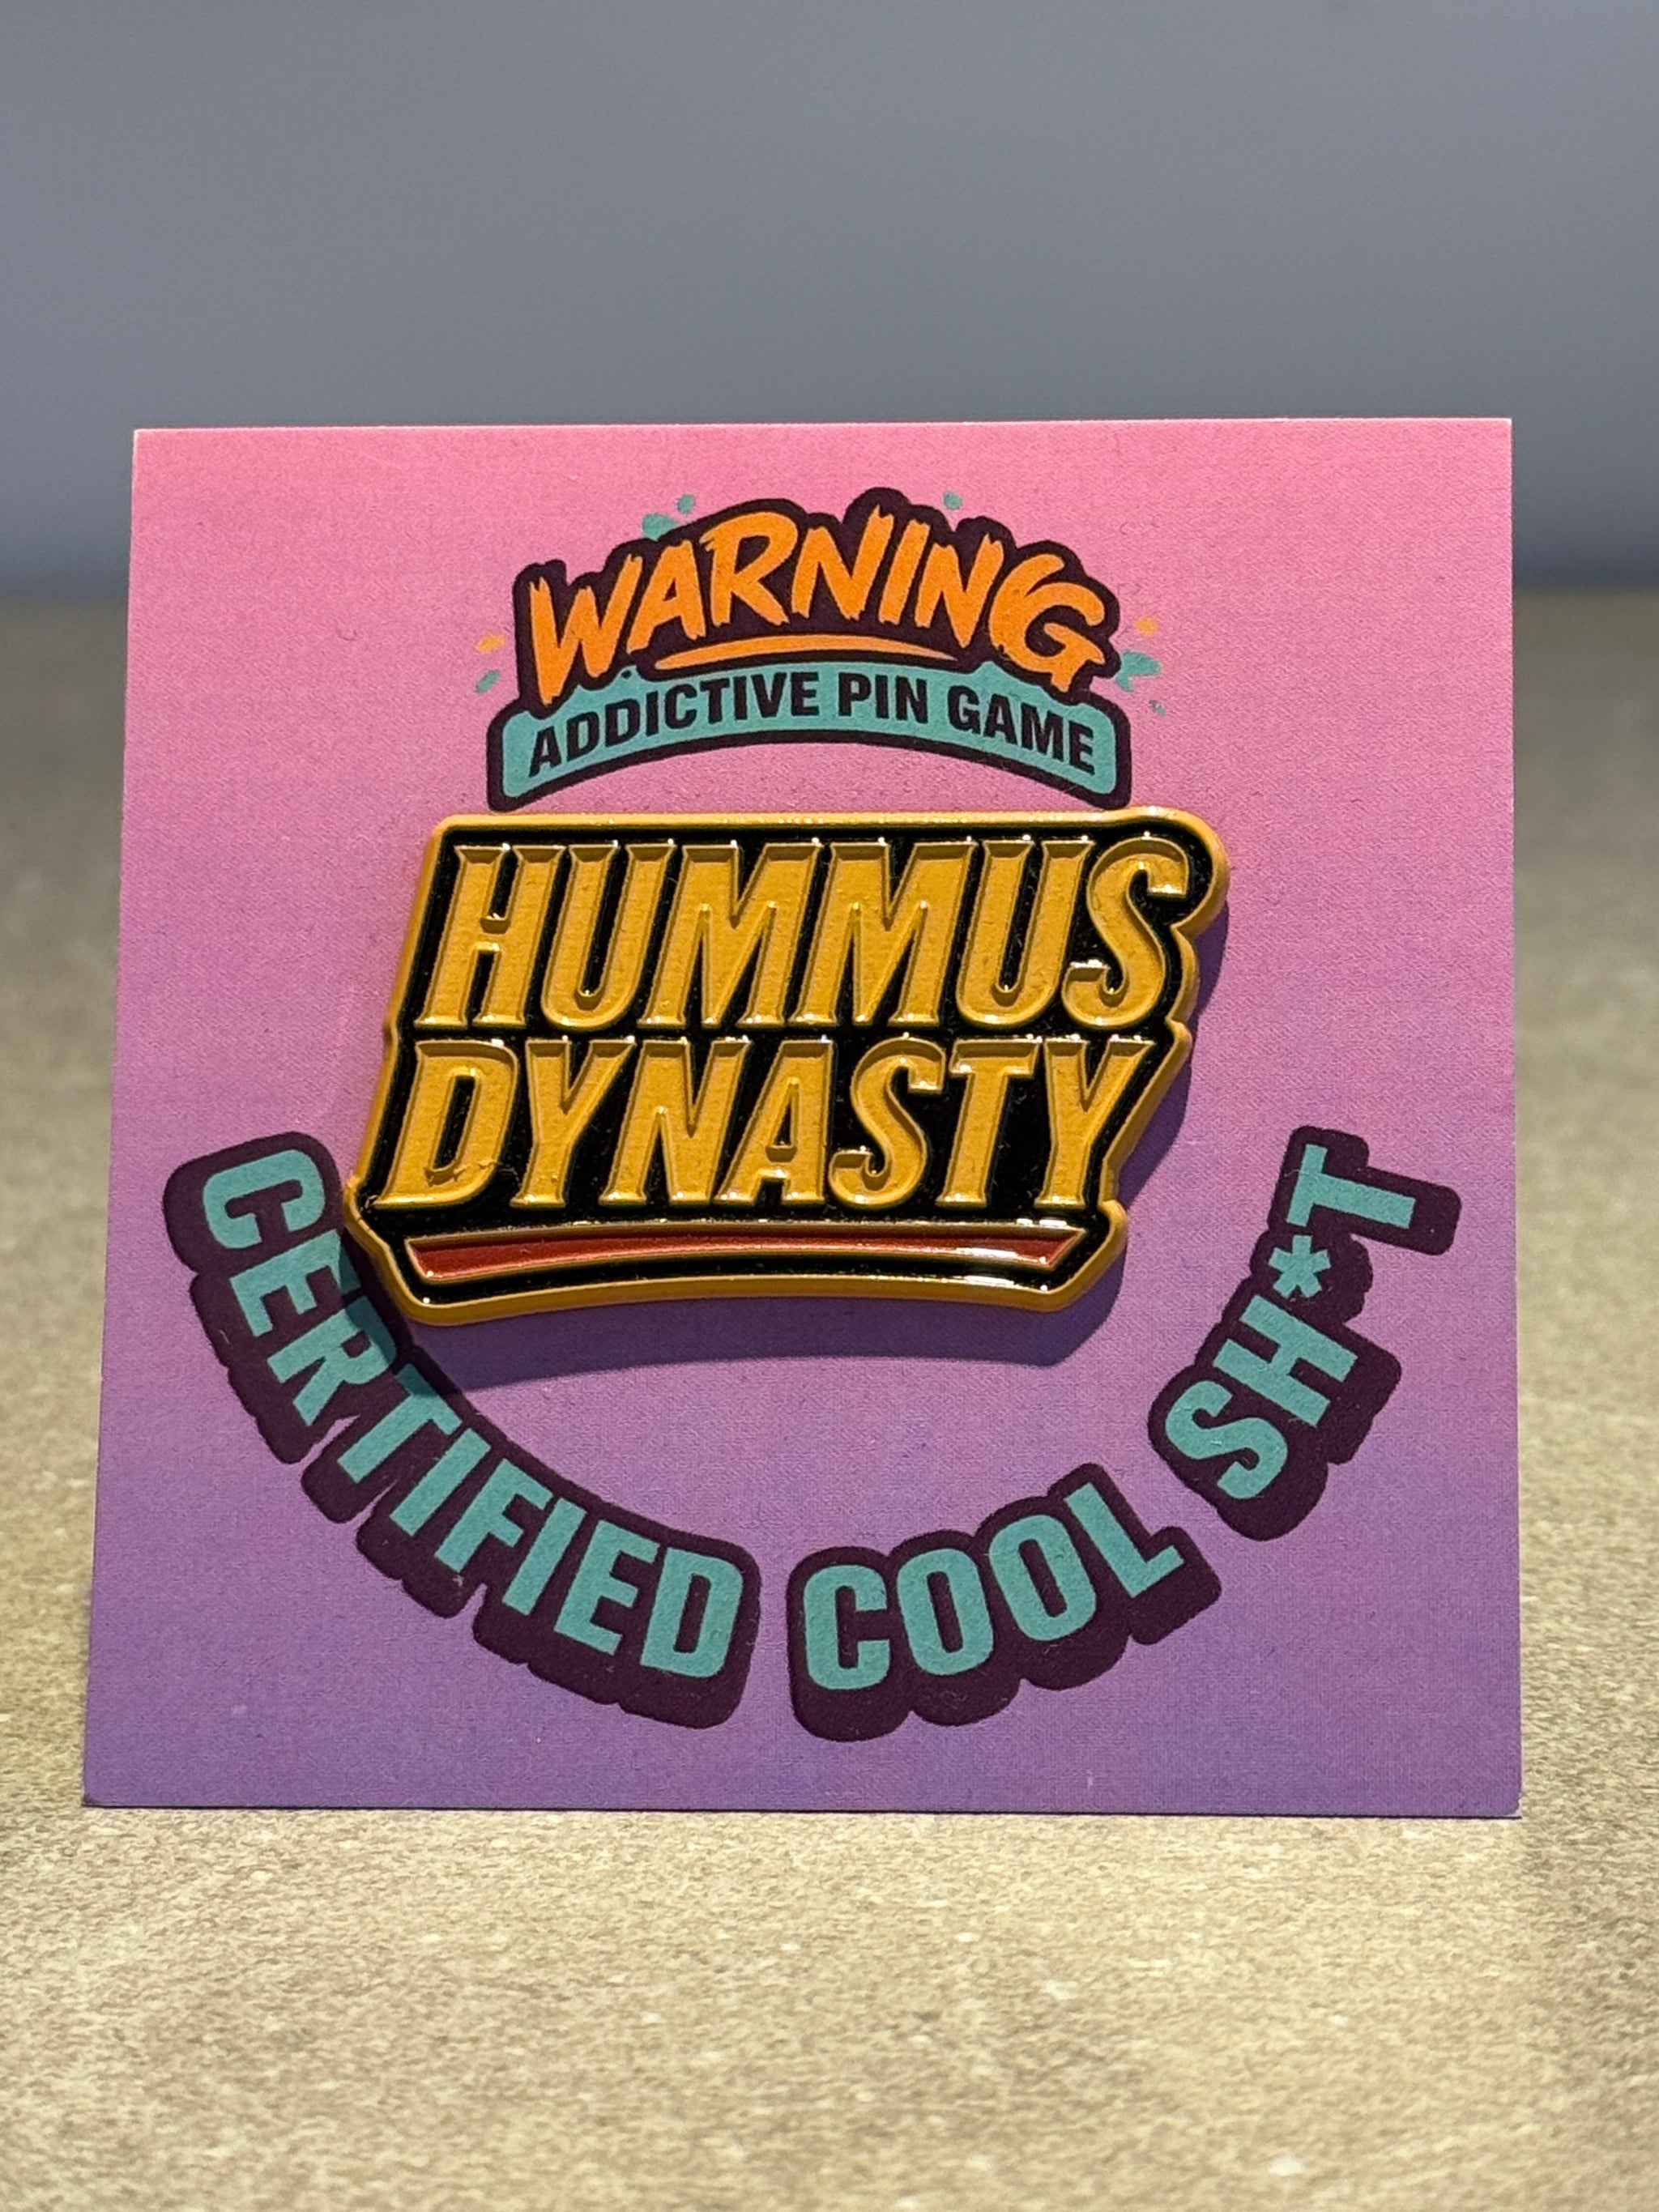 WARNING
ADDICTIVE PIN GAME
HUMMUS
DYNASTY
CERTIFIED COOL SH*T